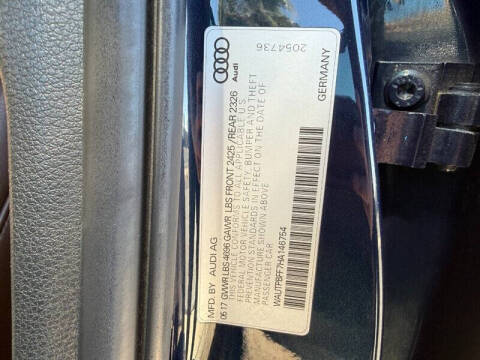 2054736
Audi
MFD. BY AUDI AG GERMANY
05 17 GVWR LBS 4696 GAWR LBS FRONT 2425 /REAR 2326
THIS VEHICLE CONFORMS TO ALL APPLICABLE U.S.
FEDERAL MOTOR VEHICLE SAFETY, BUMPER AND THEFT
PREVENTION STANDARDS IN EFFECT ON THE DATE OF
MANUFACTURE SHOWN ABOVE
PASSENGER CAR